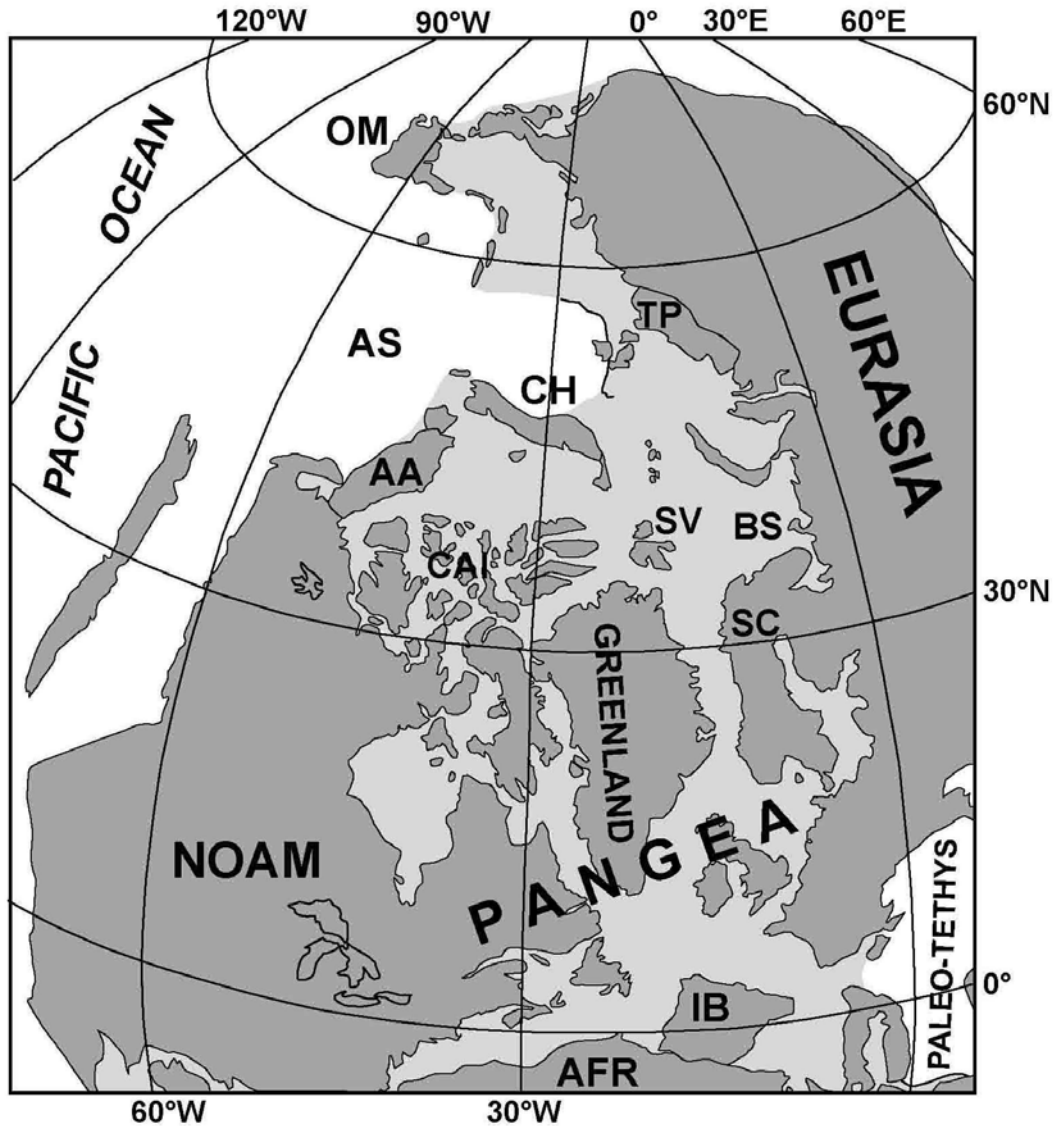 120°W 90°W 0° 30°E 60°E
60°N
OM
OCEAN
EURASIA
TP
AS
CH
PACIFIC
AA
SV BS
CAI
30°N
SC
GREENLAND
PANGEA
NOAM
PALEO-TETHYS
0°
IB
AFR
60°W 30°W